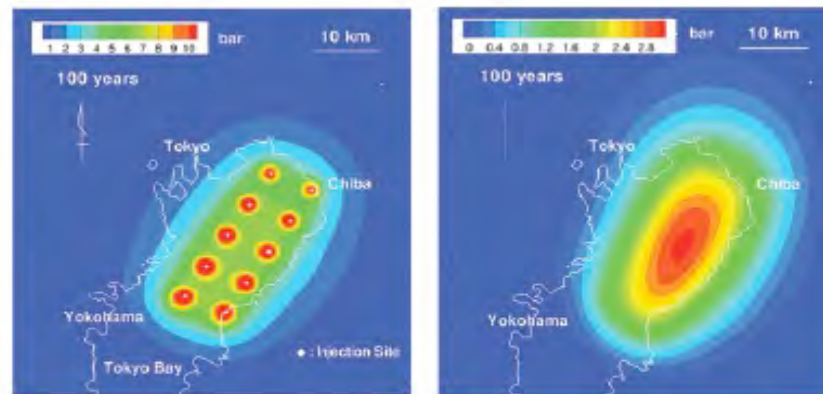 1 2 3 4 5 6 7 8 9 10
bar
10 km
100 years
Tokyo
Chiba
Yokohama
Tokyo Bay
: Injection Site
0 0.4 0.8 1.2 1.6 2 2.4 2.8
bar
10 km
100 years
Tokyo
Chiba
Yokohama